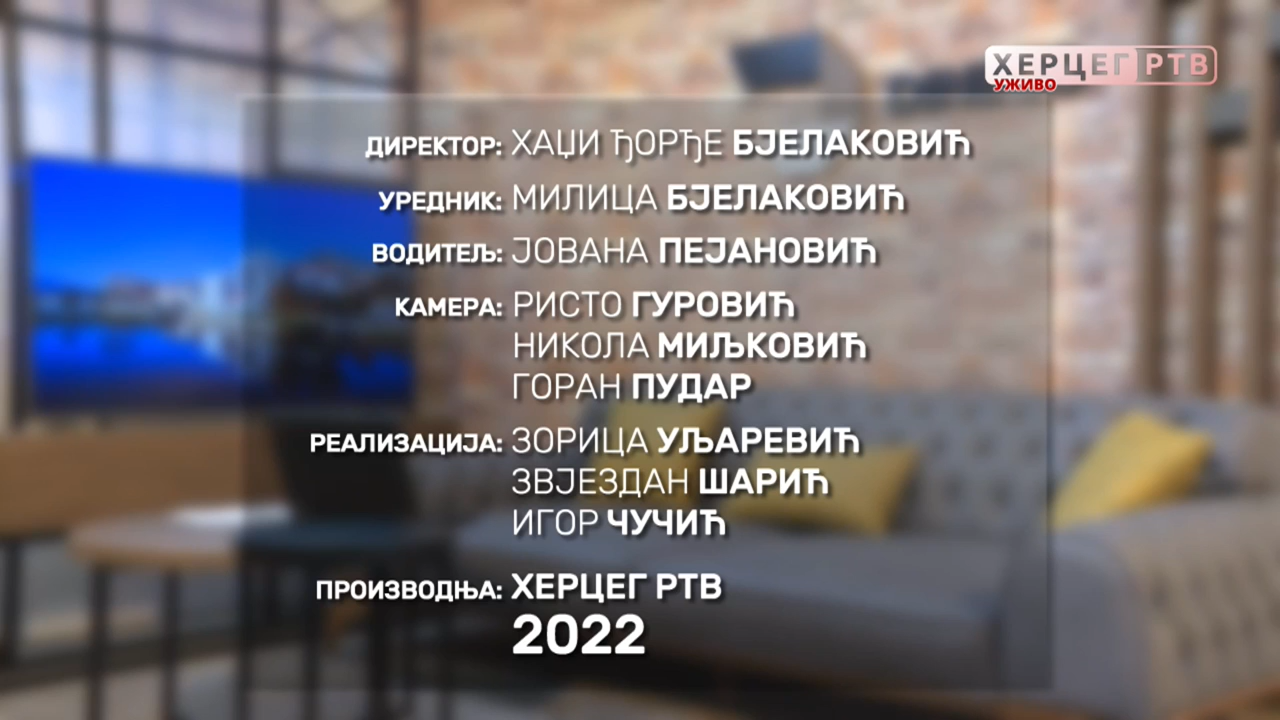 ХЕРЦЕГ РТВ
УЖИВО
ДИРЕКТОР: ХАЏИ ЂОРЂЕ БЈЕЛАКОВИЋ
УРЕДНИК: МИЛИЦА БЈЕЛАКОВИЋ
ВОДИТЕЉ: ЈОВАНА ПЕЈАНОВИЋ
КАМЕРА: РИСТО ГУРОВИЋ
НИКОЛА МИЉКОВИЋ
ГОРАН ПУДАР
РЕАЛИЗАЦИЈА: ЗОРИЦА УЉАРЕВИЋ
ЗВЈЕЗДАН ШАРИЋ
ИГОР ЧУЧИЋ
ПРОИЗВОДЊА: ХЕРЦЕГ РТВ
2022